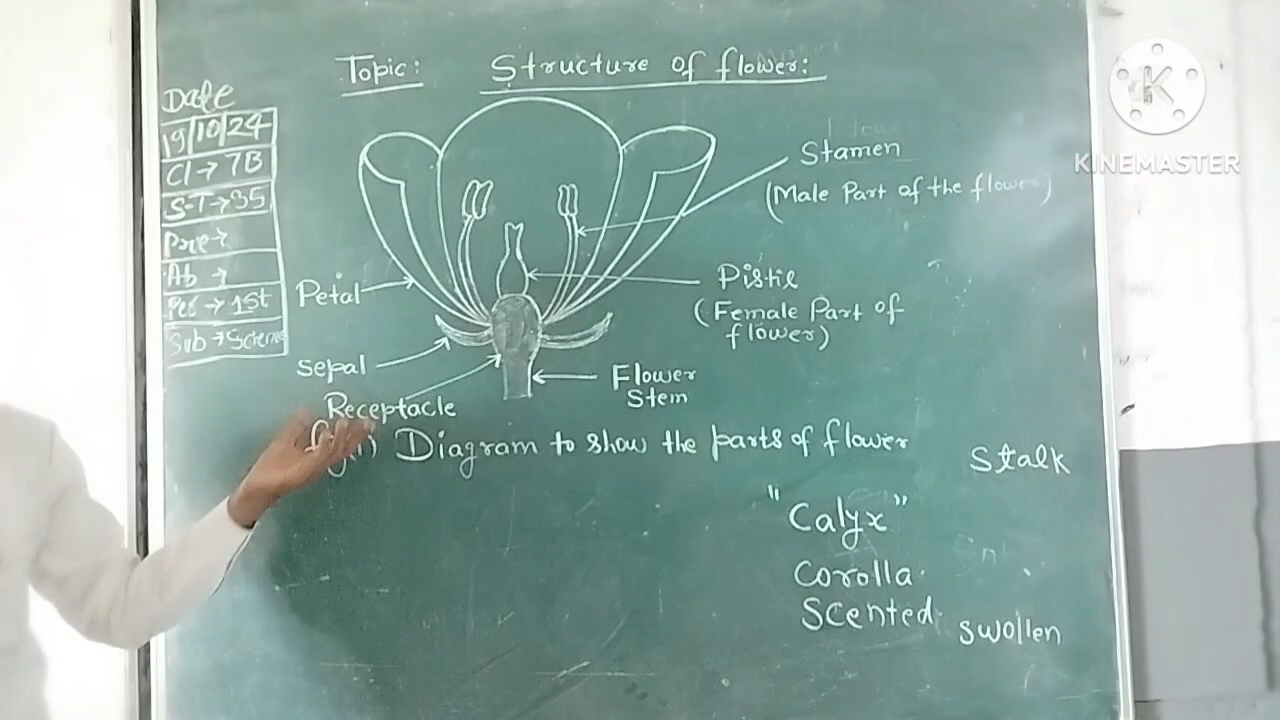 Topic: Structure of flower:
Date
19/10/24
Cl → 7B
S.T → 35
Pre →
Ab →
Per → 1st
Sub → Science
Stamen
(Male Part of the flower)
Petal
Pistil
(Female Part of
flower)
Sepal
Flower
Stem
Receptacle
Diagram to show the parts of flower
Stalk
"Calyx"
Corolla.
Scented.
Swollen
K
KINEMASTER